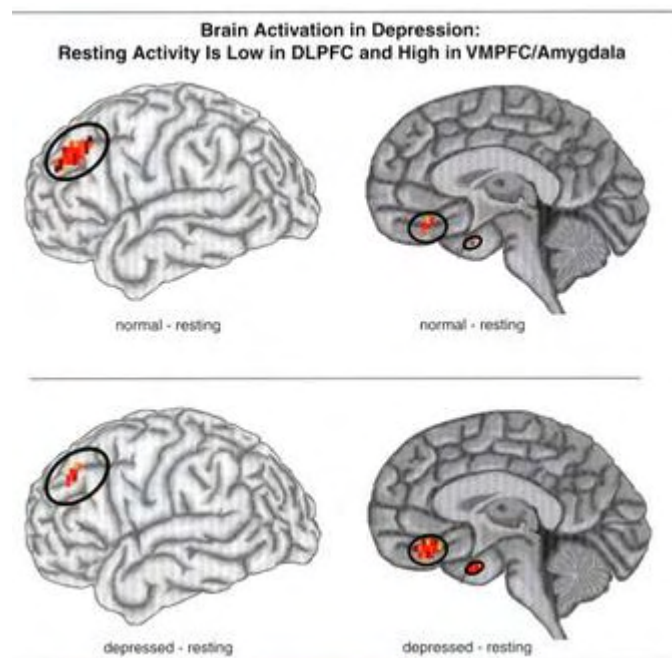 Brain Activation in Depression:
Resting Activity Is Low in DLPFC and High in VMPFC/Amygdala
normal - resting
normal - resting
depressed - resting
depressed - resting